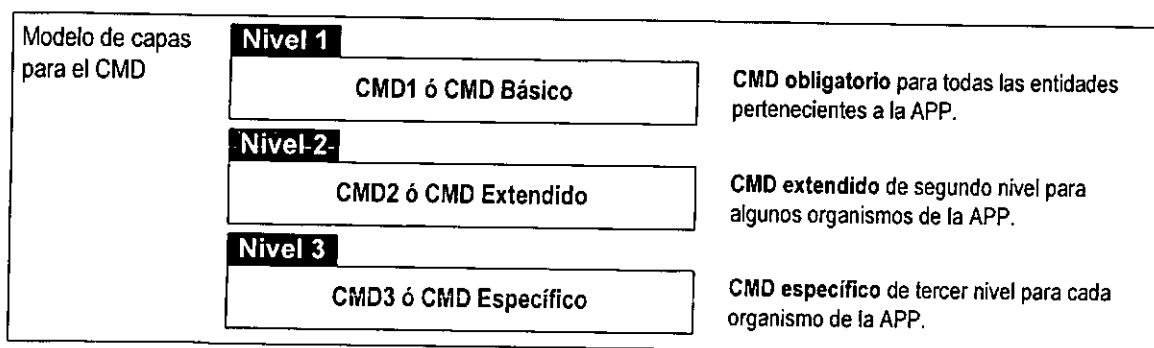 Modelo de capas
para el CMD
Nivel 1
CMD1 ó CMD Básico
CMD obligatorio para todas las entidades
pertenecientes a la APP.
Nivel-2-
CMD2 ó CMD Extendido
CMD extendido de segundo nivel para
algunos organismos de la APP.
Nivel 3
CMD3 ó CMD Específico
CMD específico de tercer nivel para cada
organismo de la APP.